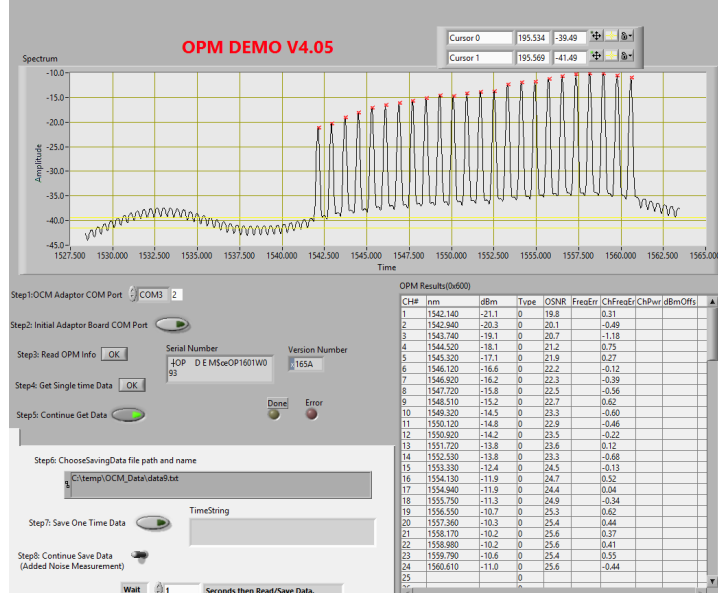 OPM DEMO V4.05
Cursor 0 195.534 -39.49
Cursor 1 195.569 -41.49
Spectrum
Amplitude
-10.0
-15.0
-20.0
-25.0
-30.0
-35.0
-40.0
-45.0
1527.500 1530.000 1532.500 1535.000 1537.500 1540.000 1542.500 1545.000 1547.500 1550.000 1552.500 1555.000 1557.500 1560.000 1562.500 1565.000
Time
Step1:OCM Adaptor COM Port COM3 2
Step2: Initial Adaptor Board COM Port
Step3: Read OPM Info OK
Serial Number
93
Version Number
165A
Step4: Get Single time Data OK
Step5: Continue Get Data
Done Error
Step6: ChooseSavingData file path and name
C:\temp\OCM_Data\data9.txt
Step7: Save One Time Data
TimeString
Step8: Continue Save Data
(Added Noise Measurement)
Wait 1 Seconds then Read/Save Data.
OPM Results(0x600)
CH# nm dBm Type OSNR FreqErr ChFreqEr ChPwr dBmOffs
1 1542.140 -21.1 0 19.8 0.31
2 1542.940 -20.3 0 20.1 -0.49
3 1543.740 -19.1 0 20.7 -1.18
4 1544.520 -18.1 0 21.2 0.75
5 1545.320 -17.1 0 21.9 0.27
6 1546.120 -16.6 0 22.2 -0.12
7 1546.920 -16.2 0 22.3 -0.39
8 1547.720 -15.8 0 22.5 -0.56
9 1548.510 -15.2 0 22.7 0.62
10 1549.320 -14.5 0 23.3 -0.60
11 1550.120 -14.8 0 22.9 -0.46
12 1550.920 -14.2 0 23.5 -0.22
13 1551.720 -13.8 0 23.6 0.12
14 1552.530 -13.8 0 23.3 -0.68
15 1553.330 -12.4 0 24.5 -0.13
16 1554.130 -11.9 0 24.7 0.52
17 1554.940 -11.9 0 24.4 0.04
18 1555.750 -11.3 0 24.9 -0.34
19 1556.550 -10.7 0 25.3 0.62
20 1557.360 -10.3 0 25.4 0.44
21 1558.170 -10.2 0 25.6 0.37
22 1558.980 -10.2 0 25.6 0.41
23 1559.790 -10.6 0 25.4 0.55
24 1560.610 -11.0 0 25.6 -0.44
25 0